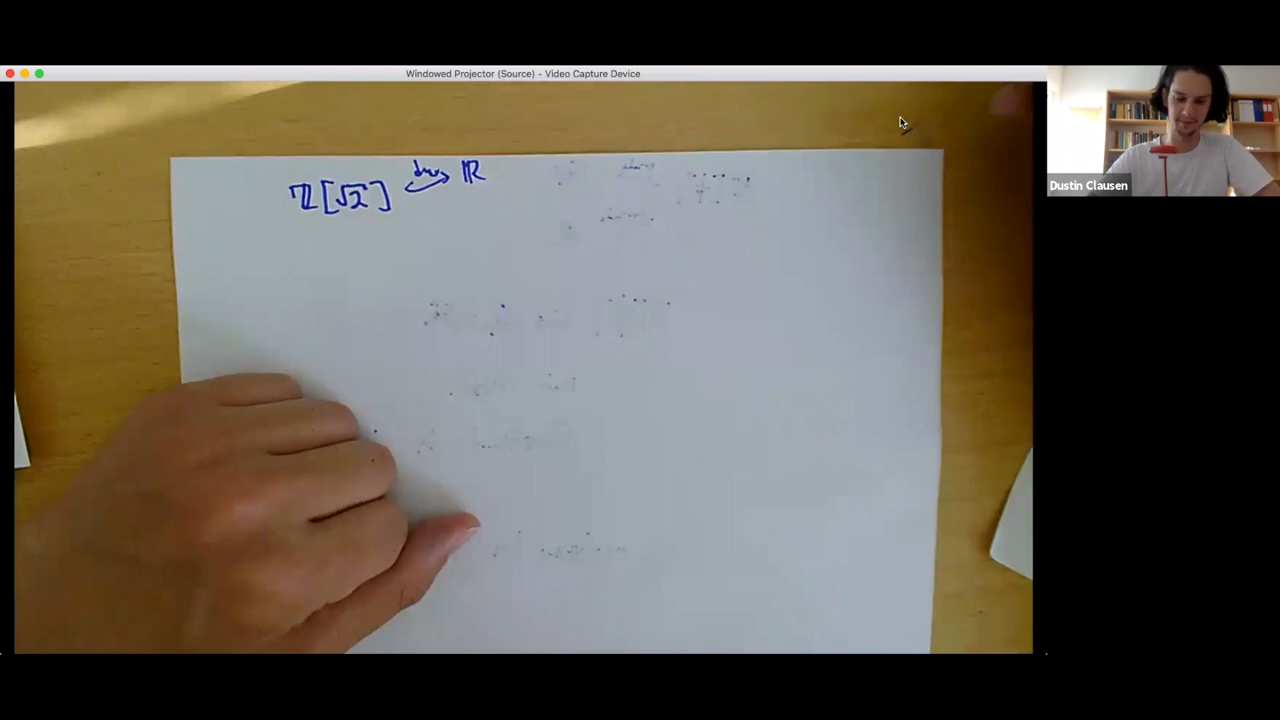 Windowed Projector (Source) - Video Capture Device
ℤ[√2] ↪ ℝ
Dustin Clausen